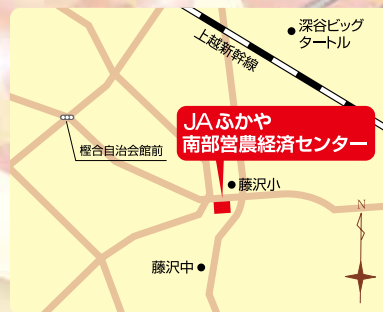 深谷ビッグ
タートル
上越新幹線
JAふかや
南部営農経済センター
樫合自治会館前
藤沢小
N
藤沢中